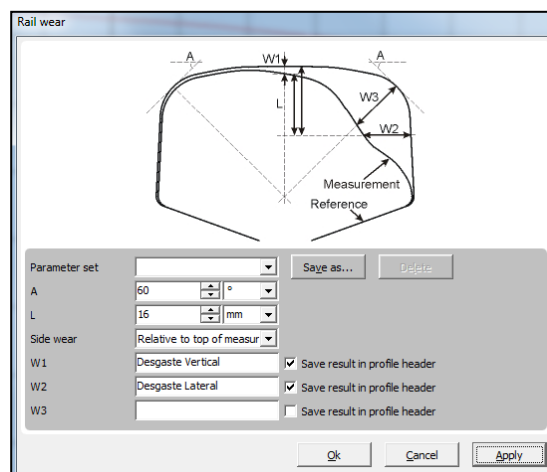 Rail wear
A
W1
A
L
W3
W2
Measurement
Reference
Parameter set
Save as...
Delete
A
60
°
L
16
mm
Side wear
Relative to top of measur
W1
Desgaste Vertical
Save result in profile header
W2
Desgaste Lateral
Save result in profile header
W3
Save result in profile header
Ok
Cancel
Apply